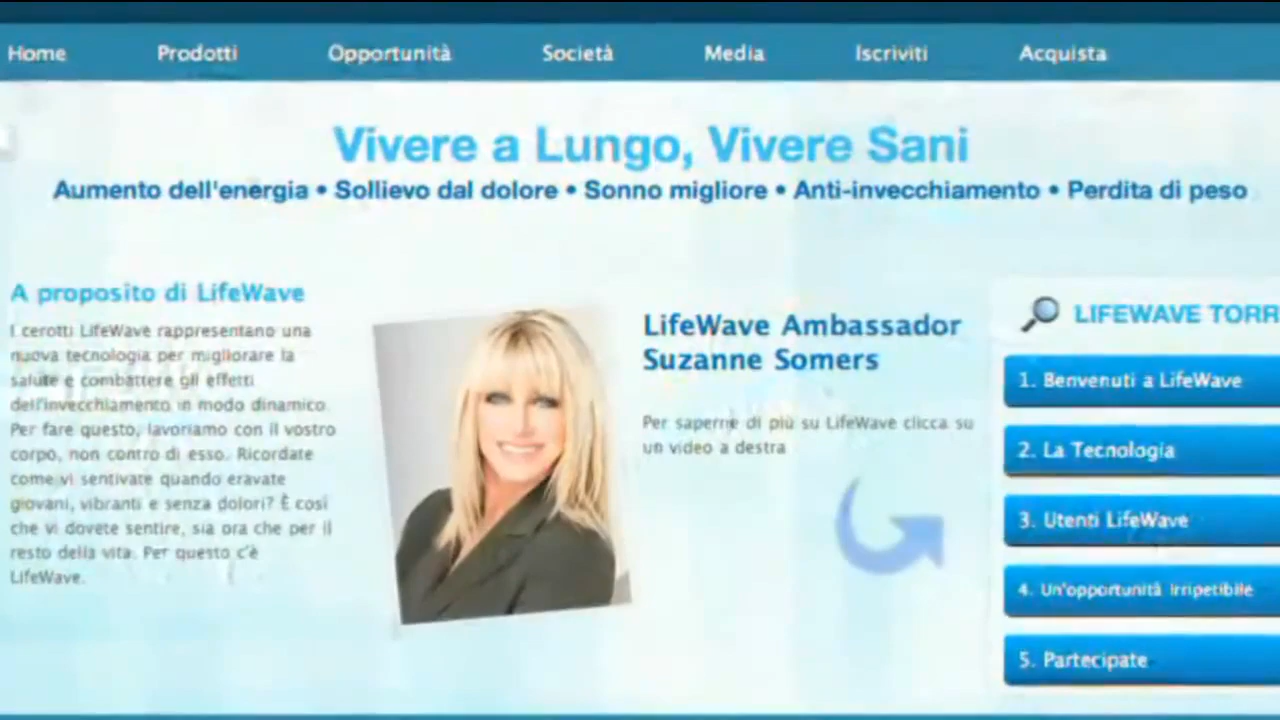 Home Prodotti Opportunità Società Media Iscriviti Acquista
Vivere a Lungo, Vivere Sani
Aumento dell'energia • Sollievo dal dolore • Sonno migliore • Anti-invecchiamento • Perdita di peso
A proposito di LifeWave
I cerotti LifeWave rappresentano una
nuova tecnologia per migliorare la
salute e combattere gli effetti
dell'invecchiamento in modo dinamico.
Per fare questo, lavoriamo con il vostro
corpo, non contro di esso. Ricordate
come vi sentivate quando eravate
giovani, vibranti e senza dolori? È così
che vi dovete sentire, sia ora che per il
resto della vita. Per questo c'è
LifeWave.
LifeWave Ambassador
Suzanne Somers
Per saperne di più su LifeWave clicca su
un video a destra
LIFEWAVE TORR
1. Benvenuti a LifeWave
2. La Tecnologia
3. Utenti LifeWave
4. Un'opportunità Irripetibile
5. Partecipate